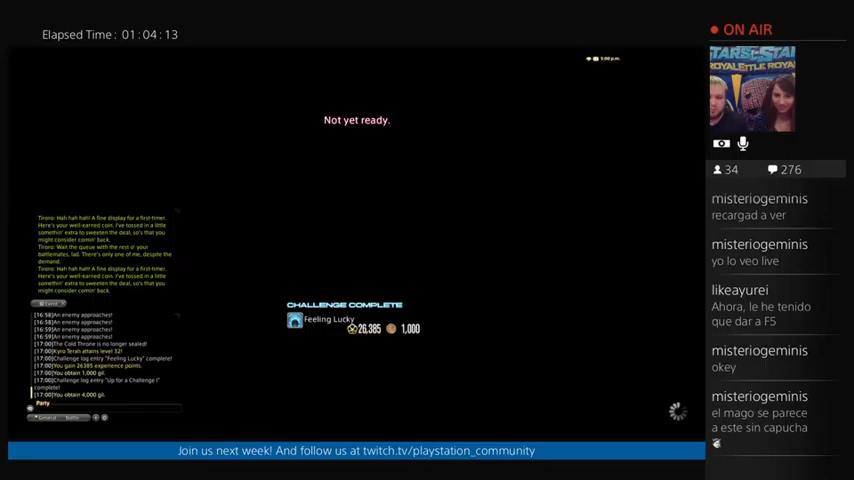 Elapsed Time: 01:04:13
ON AIR
5:00 p.m.
Not yet ready.
34
276
misteriogeminis
recargad a ver
misteriogeminis
yo lo veo live
likeayurei
Ahora, le he tenido
que dar a F5
misteriogeminis
okey
misteriogeminis
el mago se parece
a este sin capucha
Tiroro: Hah hah hah! A fine display for a first-timer.
Here's your well-earned coin. I've tossed in a little
somethin' extra to sweeten the deal, so's that you
might consider comin' back.
Tiroro: Wait the queue with the rest o' your
battlemates, lad. There's only one of me, despite the
demand.
Tiroro: Hah hah hah! A fine display for a first-timer.
Here's your well-earned coin. I've tossed in a little
somethin' extra to sweeten the deal, so's that you
might consider comin' back.
Event
CHALLENGE COMPLETE
Feeling Lucky
26,385
1,000
[16:58]An enemy approaches!
[16:58]An enemy approaches!
[16:59]An enemy approaches!
[16:59]An enemy approaches!
[17:00]The Cold Throne is no longer sealed!
[17:00]Kyro Terah attains level 32!
[17:00]Challenge log entry "Feeling Lucky" complete!
[17:00]You gain 26385 experience points.
[17:00]You obtain 1,000 gil.
[17:00]Challenge log entry "Up for a Challenge I"
complete!
[17:00]You obtain 4,000 gil.
Party
General
Battle
Join us next week! And follow us at twitch.tv/playstation_community